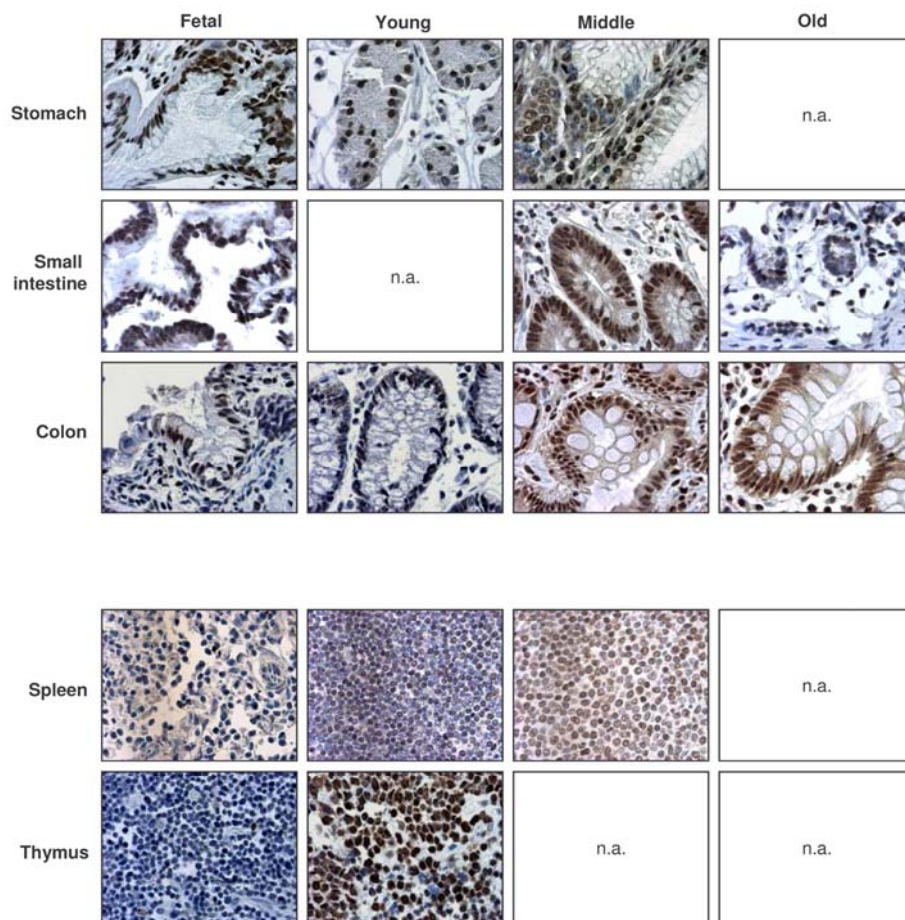 Fetal Young Middle Old
Stomach
n.a.
Small
intestine
n.a.
Colon
Spleen
n.a.
Thymus
n.a. n.a.